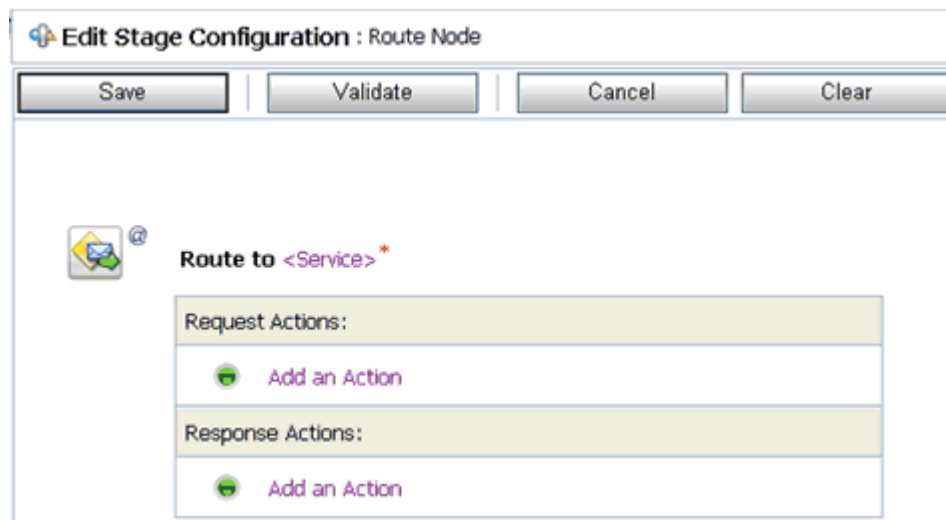 Edit Stage Configuration : Route Node
Save Validate Cancel Clear
@
Route to <Service>*
Request Actions:
Add an Action
Response Actions:
Add an Action